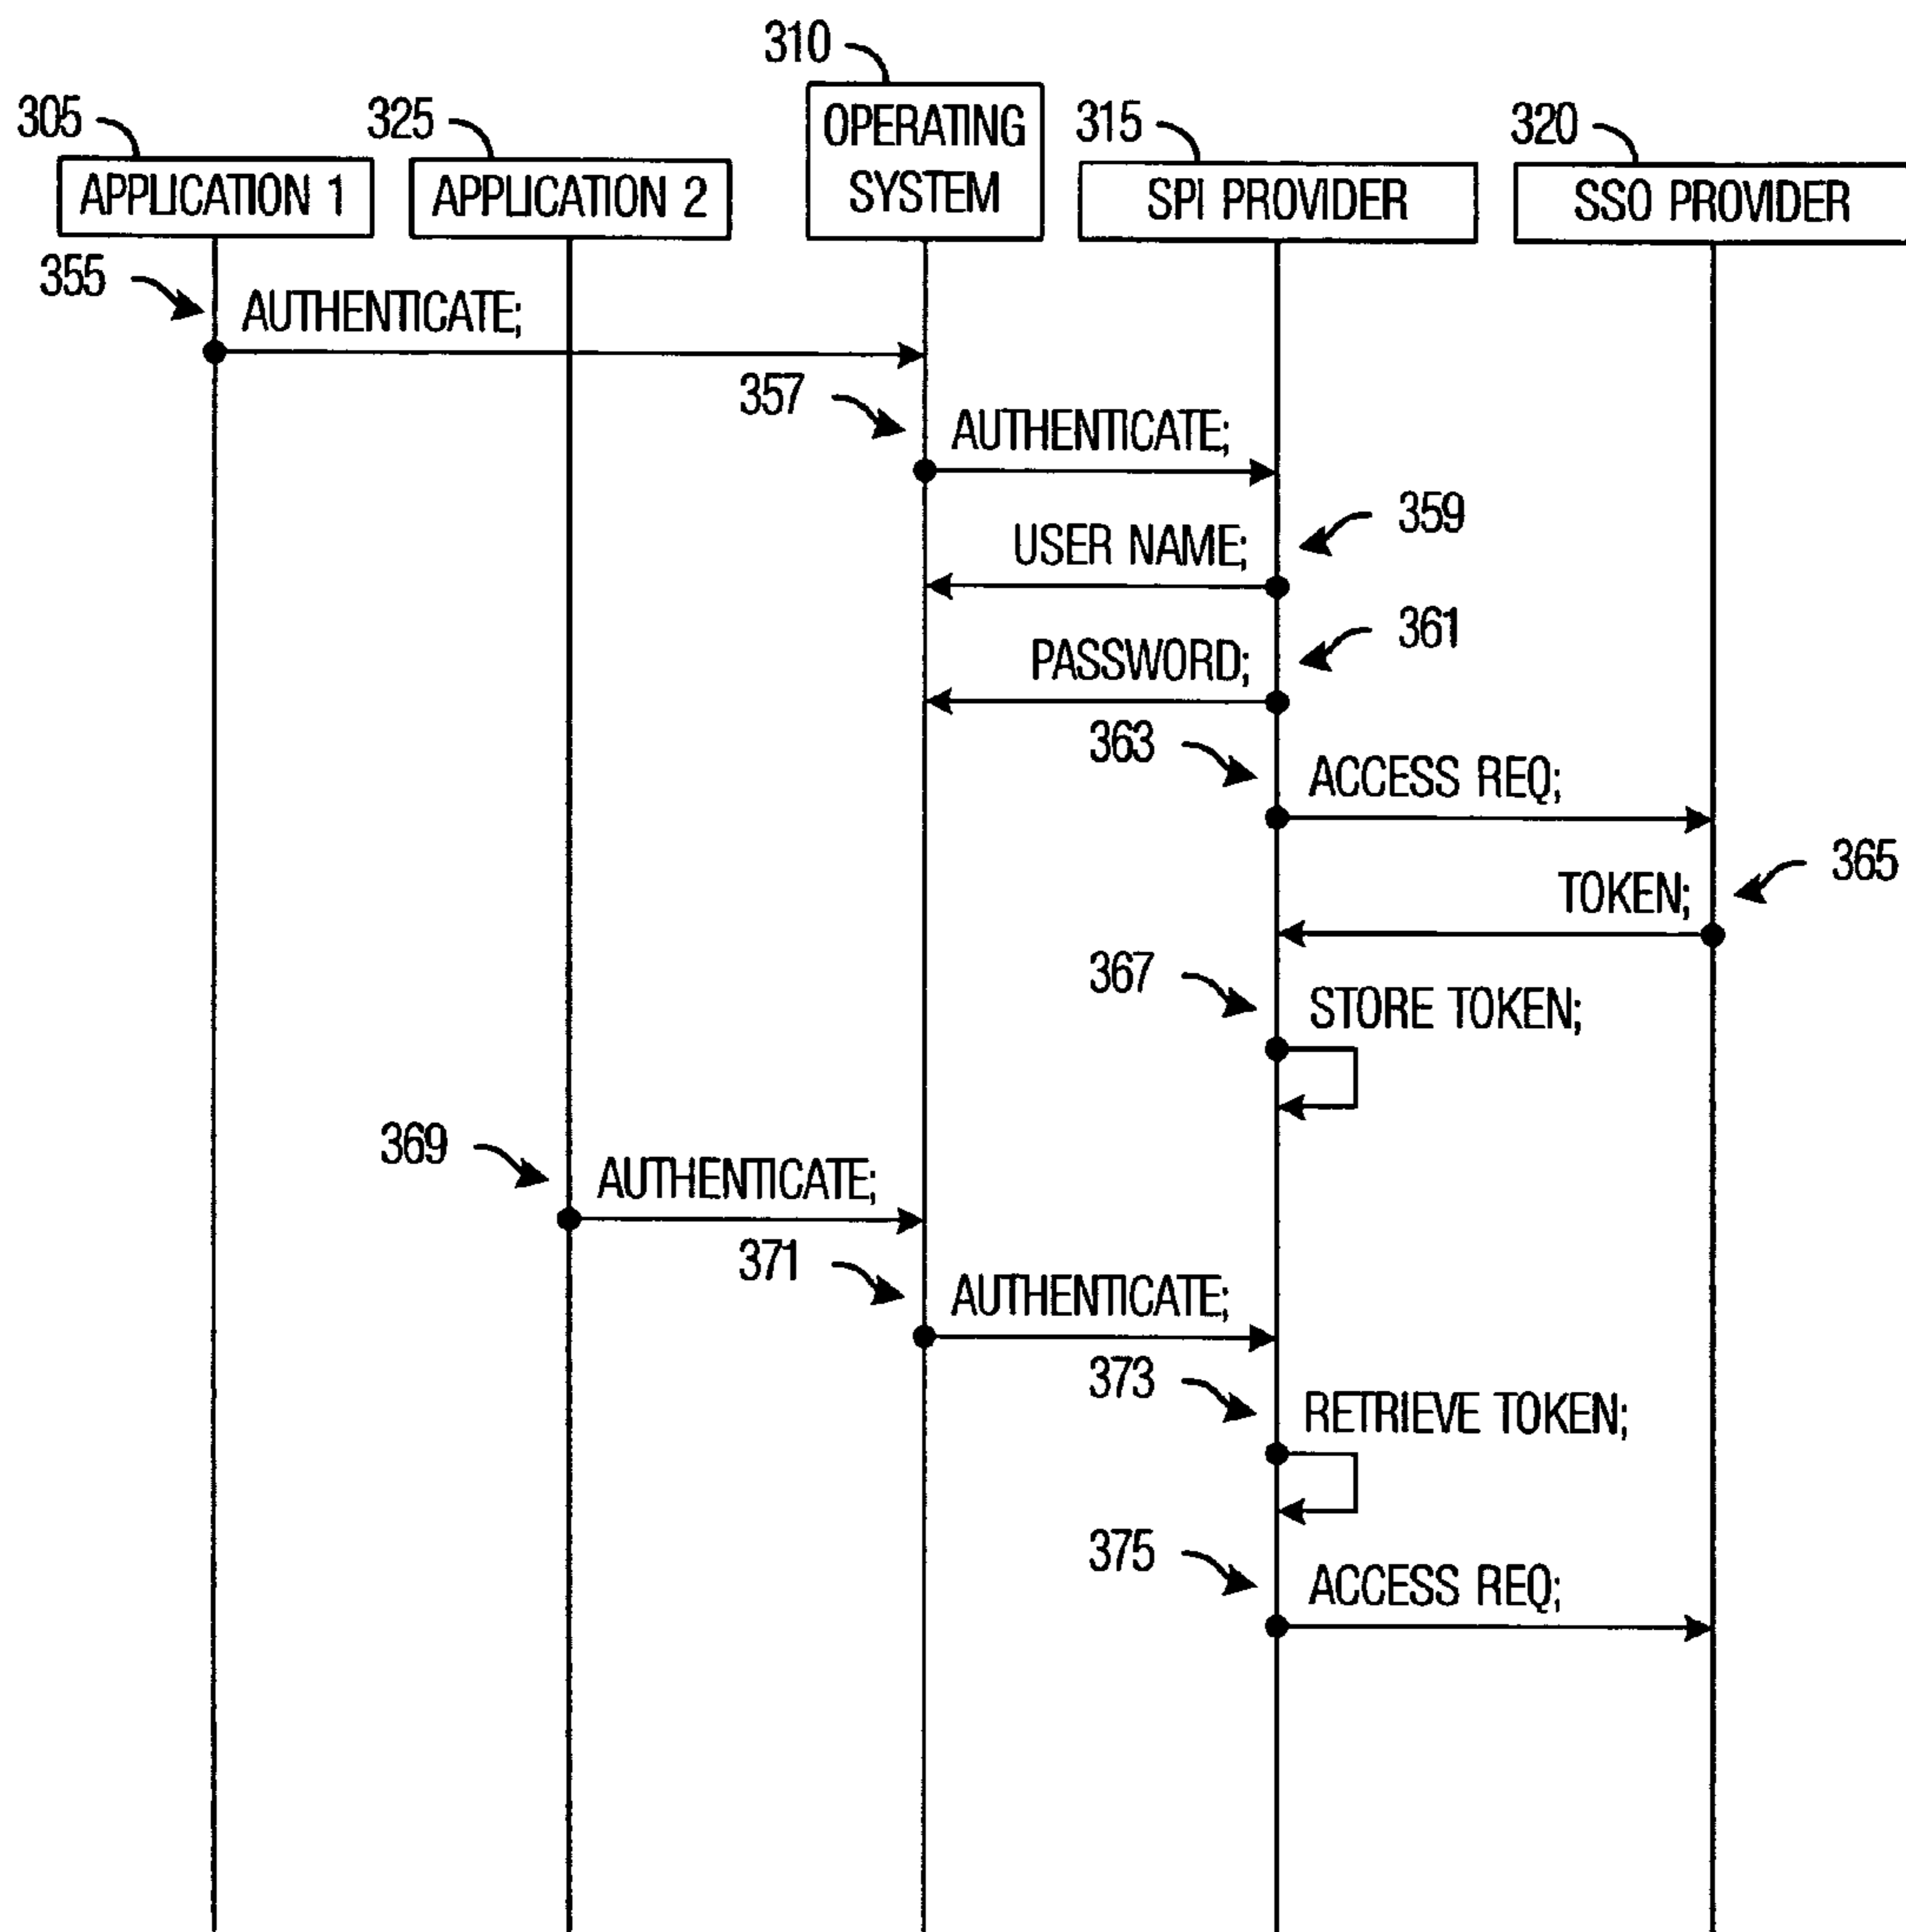 310
305
325
315
320
OPERATING
SYSTEM
APPLICATION 1
APPLICATION 2
SPI PROVIDER
SSO PROVIDER
355
AUTHENTICATE;
357
AUTHENTICATE;
359
USER NAME;
361
PASSWORD;
363
ACCESS REQ;
365
TOKEN;
367
STORE TOKEN;
369
AUTHENTICATE;
371
AUTHENTICATE;
373
RETRIEVE TOKEN;
375
ACCESS REQ;